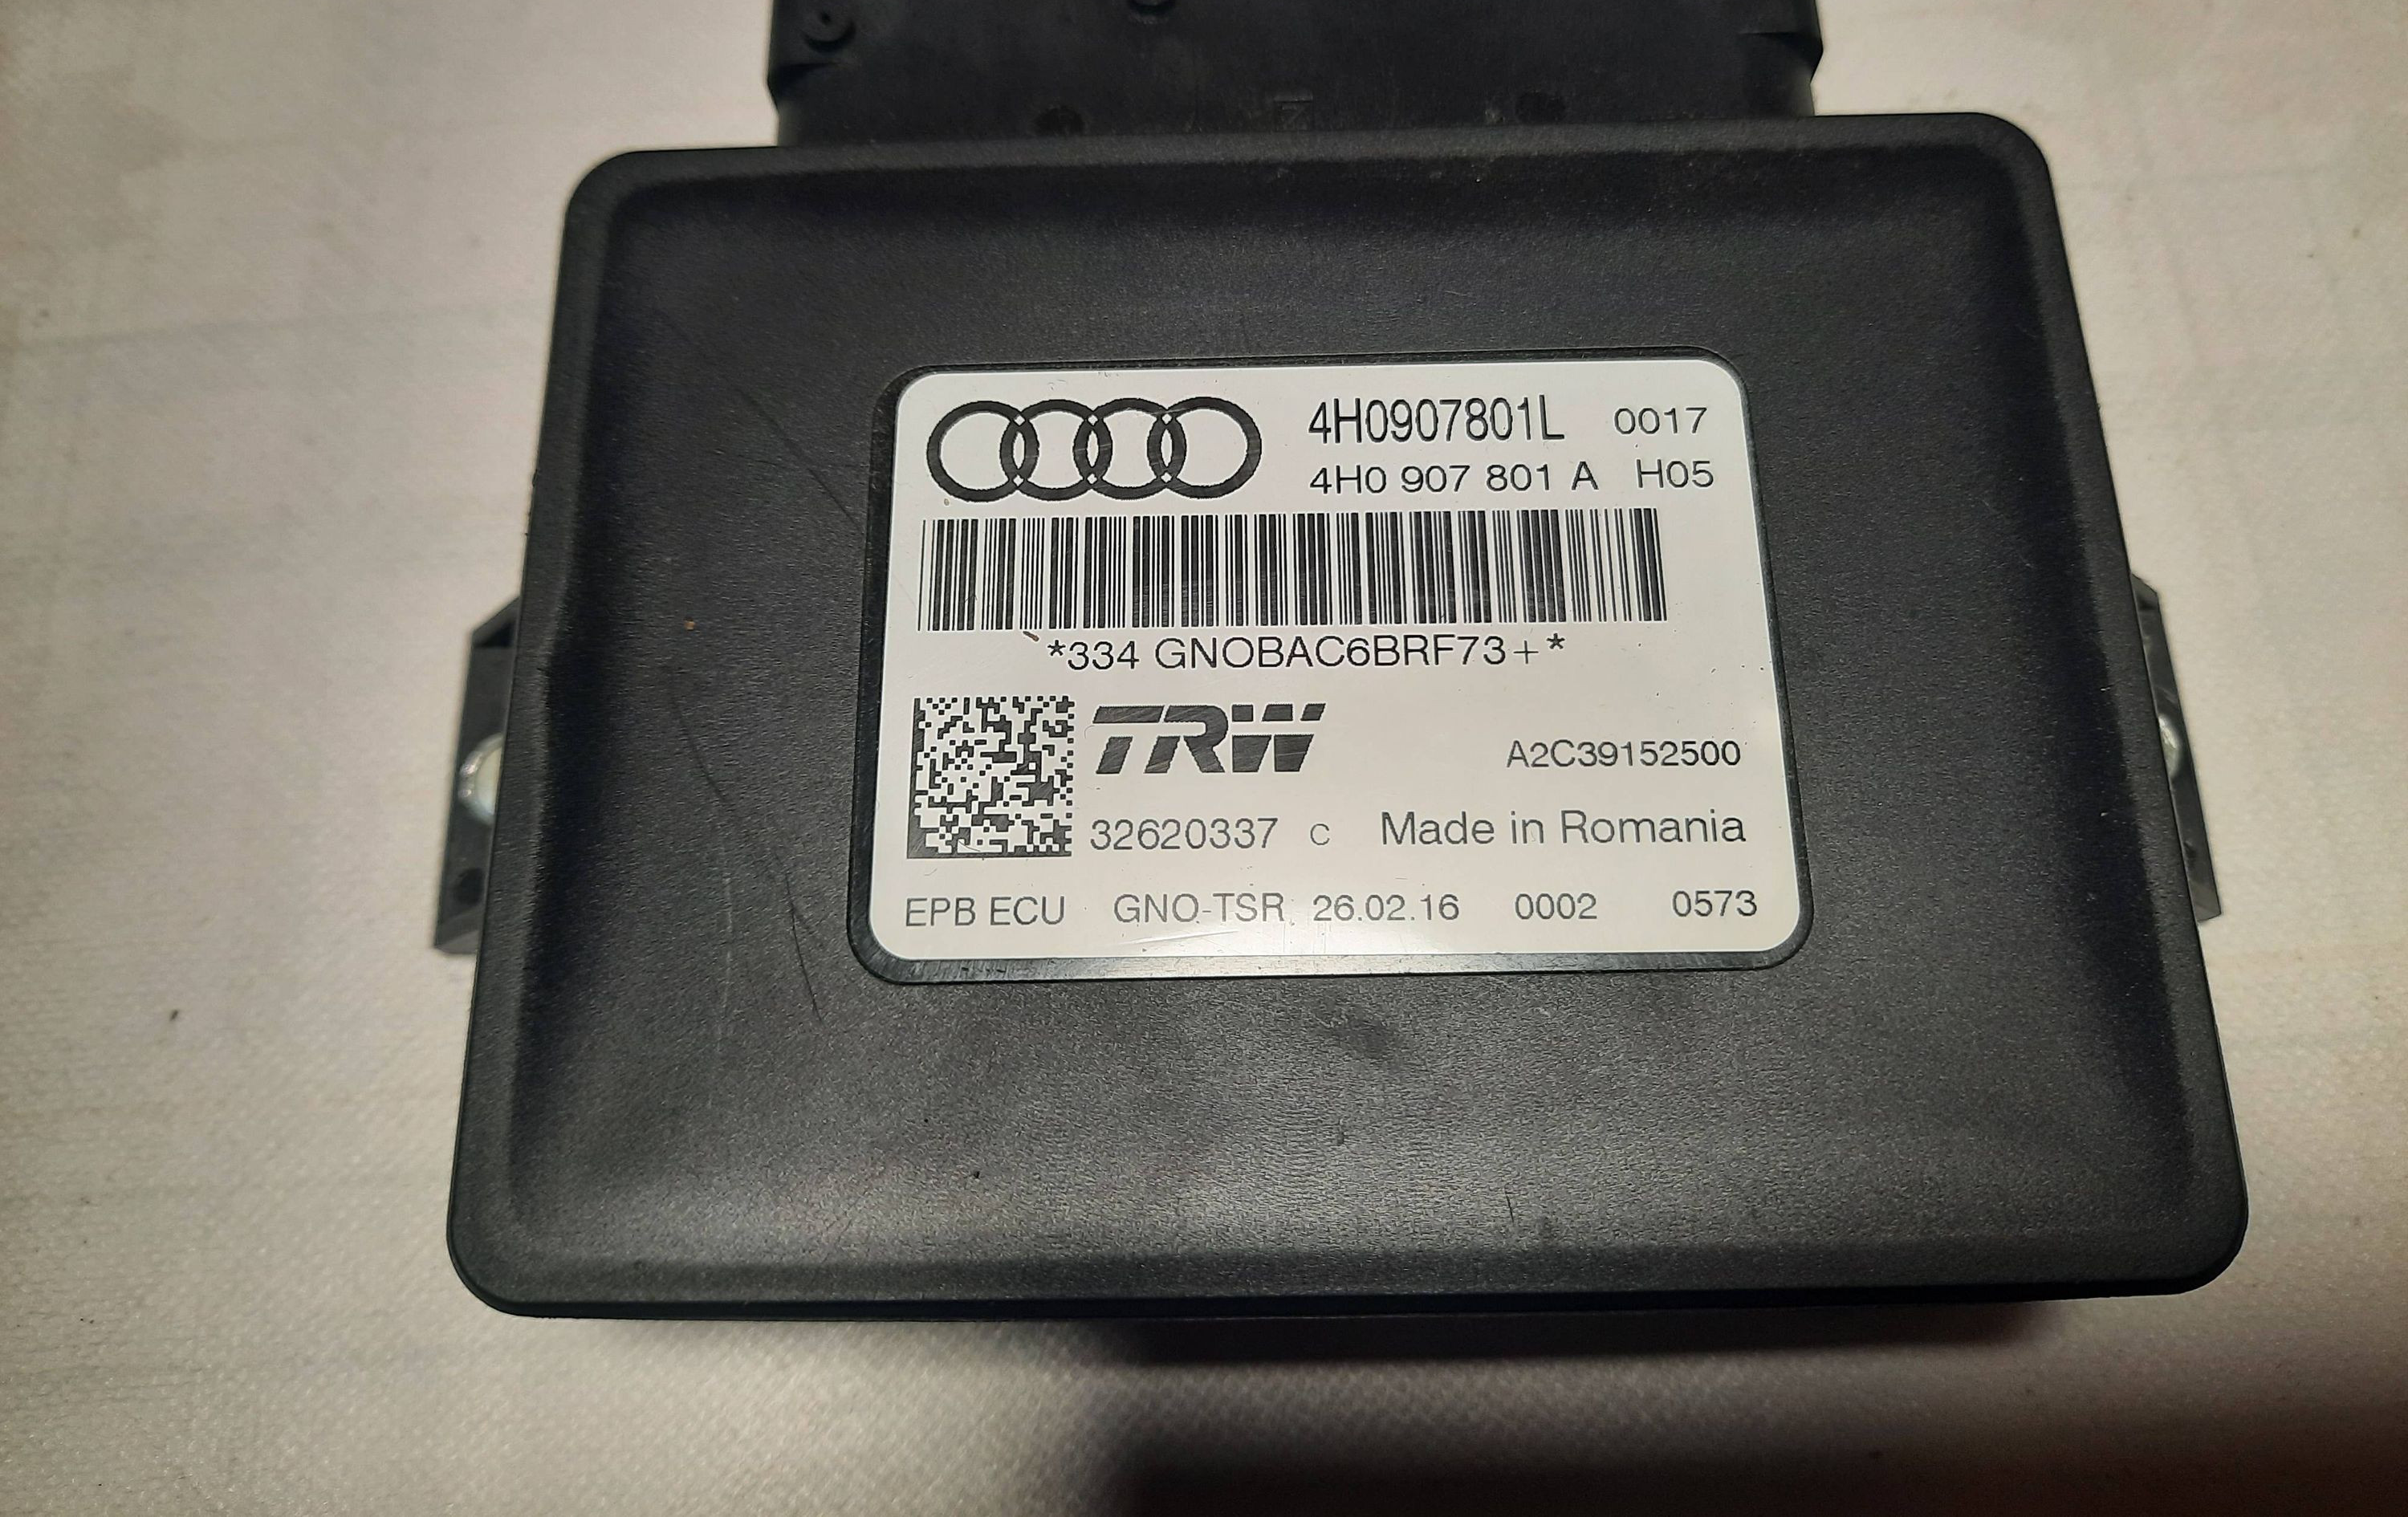 4H0907801L 0017
4H0 907 801 A H05
*334 GNOBAC6BRF73+*
TRW A2C39152500
32620337 C Made in Romania
EPB ECU GNO-TSR 26.02.16 0002 0573